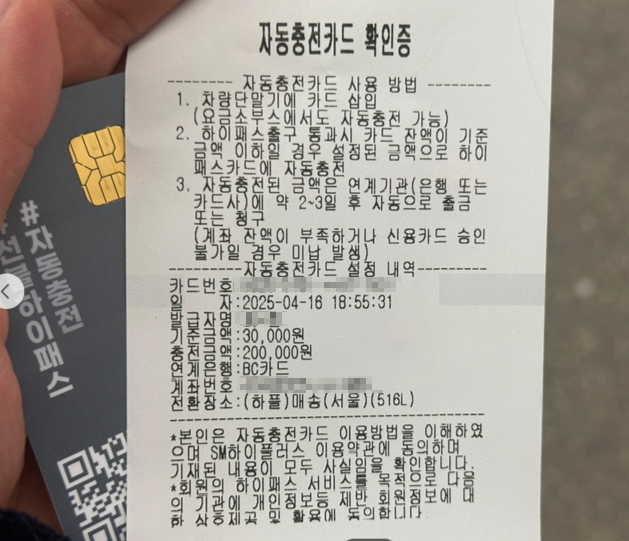 자동충전카드 확인증
-------- 자동충전카드 사용 방법 --------
1. 차량단말기에 카드 삽입
(요금소부스에서도 자동충전 가능)
2. 하이패스출구 통과시 카드 잔액이 기준
금액 이하일 경우 설정된 금액으로 하이
패스카드에 자동충전
3. 자동충전된 금액은 연계기관(은행 또는
카드사)에 약 2~3일 후 자동으로 출금
또는 청구
(계좌 잔액이 부족하거나 신용카드 승인
불가일 경우 미납 발생)
---------자동충전카드 설정 내역---------
카드번호
일 자:2025-04-16 18:55:31
발급자명:
기준금액:30,000원
충전금액:200,000원
연계은행:BC카드
계좌번호
전환장소:(하플)매송(서울)(516L)
----------------------------------------
*본인은 자동충전카드 이용방법을 이해하였
으며 SM하이플러스 이용약관에 동의하며
기재된 내용이 모두 사실임을 확인합니다.
*회원의 하이패스 서비스를 목적으로 다음
의 기관에 개인정보등 제반 회원정보에 대
한 상호제공 및 활용에 동의합니다
#자동충전
#선불하이패스